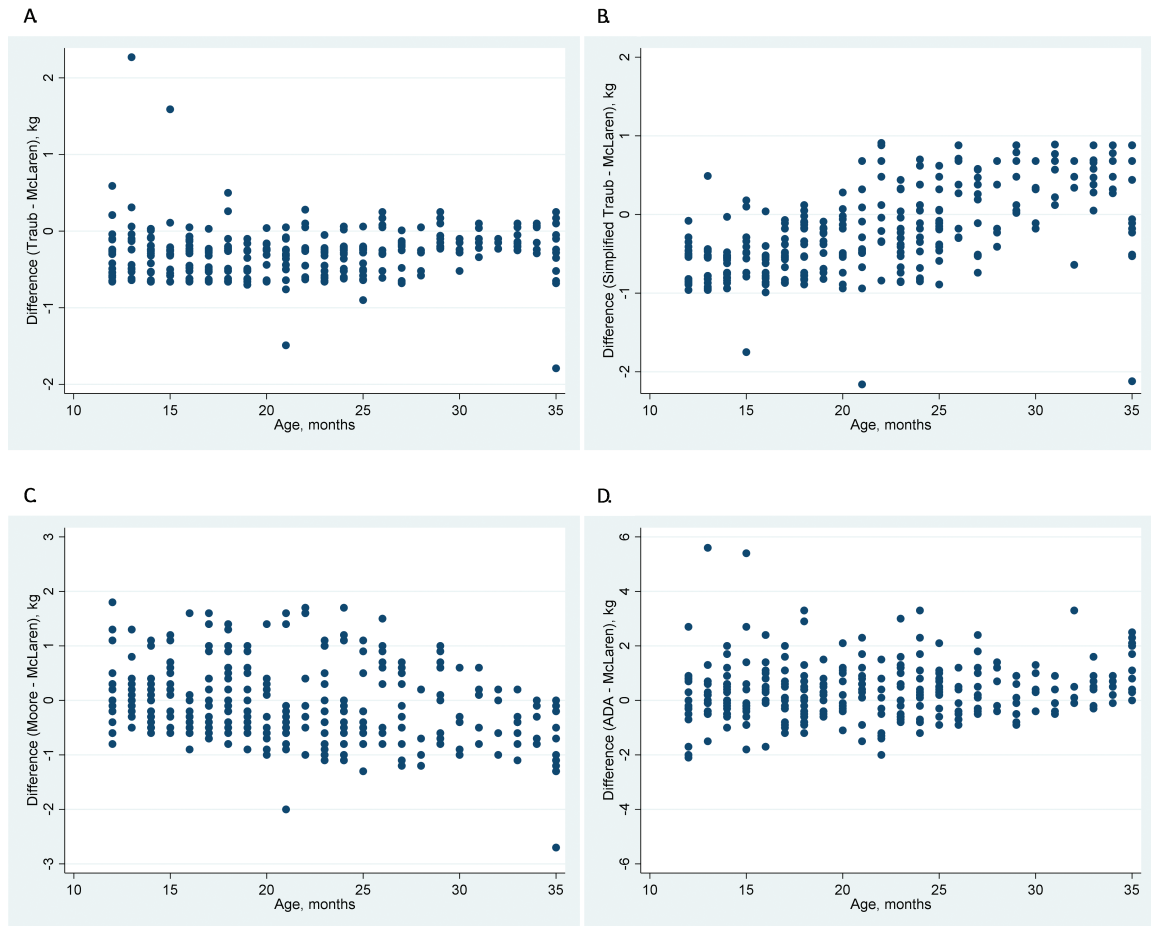 A.
B.
Difference (Traub - McLaren), kg
2
1
0
-1
-2
10 15 20 25 30 35
Age, months
Difference (Simplified Traub - McLaren), kg
2
1
0
-1
-2
10 15 20 25 30 35
Age, months
C.
D.
Difference (Moore - McLaren), kg
3
2
1
0
-1
-2
-3
10 15 20 25 30 35
Age, months
Difference (ADA - McLaren), kg
6
4
2
0
-2
-4
-6
10 15 20 25 30 35
Age, months